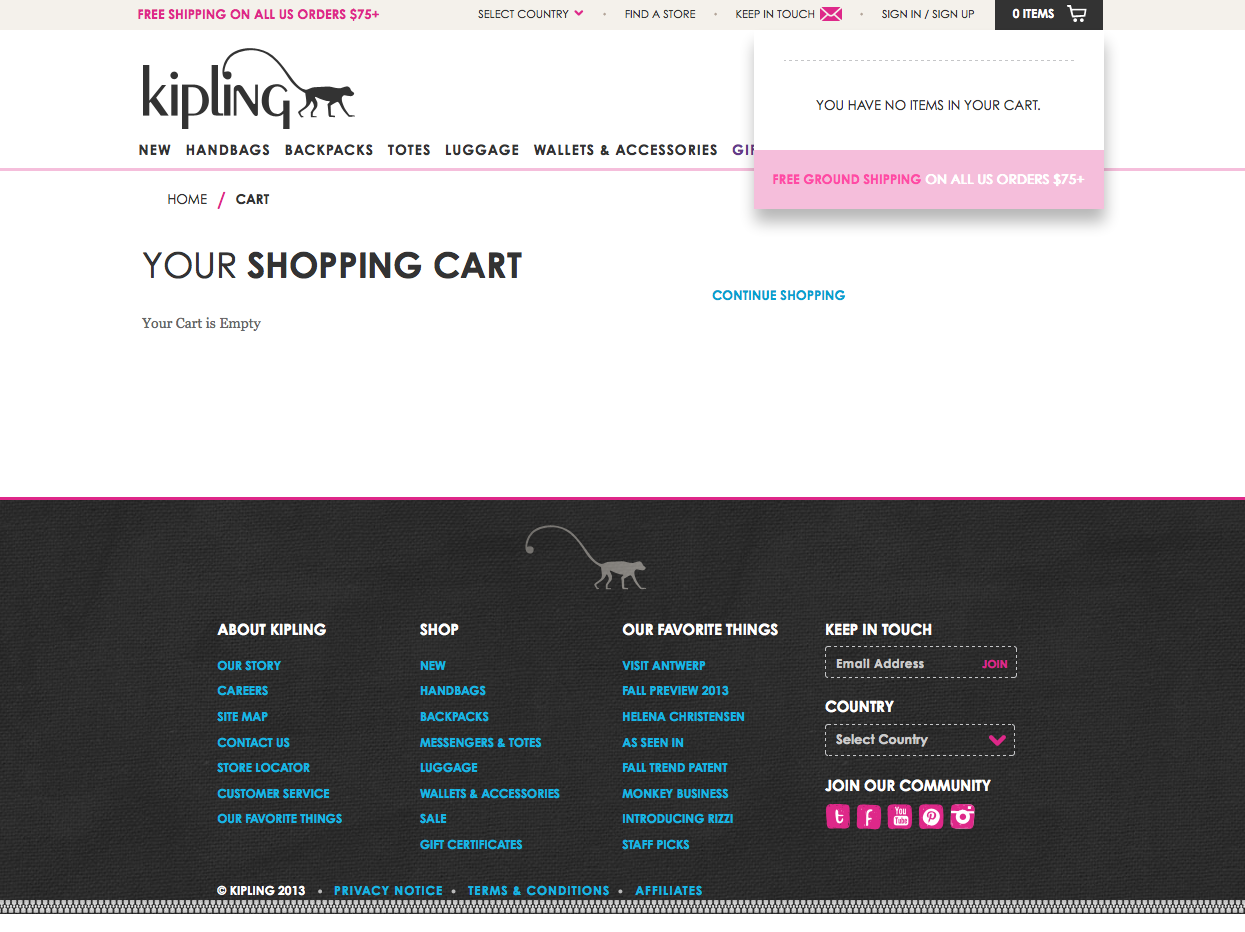 FREE SHIPPING ON ALL US ORDERS $75+
SELECT COUNTRY
FIND A STORE
KEEP IN TOUCH
SIGN IN / SIGN UP
0 ITEMS
YOU HAVE NO ITEMS IN YOUR CART.
FREE GROUND SHIPPING ON ALL US ORDERS $75+
kipling
NEW HANDBAGS BACKPACKS TOTES LUGGAGE WALLETS & ACCESSORIES
HOME / CART
YOUR SHOPPING CART
CONTINUE SHOPPING
Your Cart is Empty
ABOUT KIPLING
OUR STORY
CAREERS
SITE MAP
CONTACT US
STORE LOCATOR
CUSTOMER SERVICE
OUR FAVORITE THINGS
SHOP
NEW
HANDBAGS
BACKPACKS
MESSENGERS & TOTES
LUGGAGE
WALLETS & ACCESSORIES
SALE
GIFT CERTIFICATES
OUR FAVORITE THINGS
VISIT ANTWERP
FALL PREVIEW 2013
HELENA CHRISTENSEN
AS SEEN IN
FALL TREND PATENT
MONKEY BUSINESS
INTRODUCING RIZZI
STAFF PICKS
KEEP IN TOUCH
Email Address JOIN
COUNTRY
Select Country
JOIN OUR COMMUNITY
You Tube
© KIPLING 2013 • PRIVACY NOTICE • TERMS & CONDITIONS • AFFILIATES